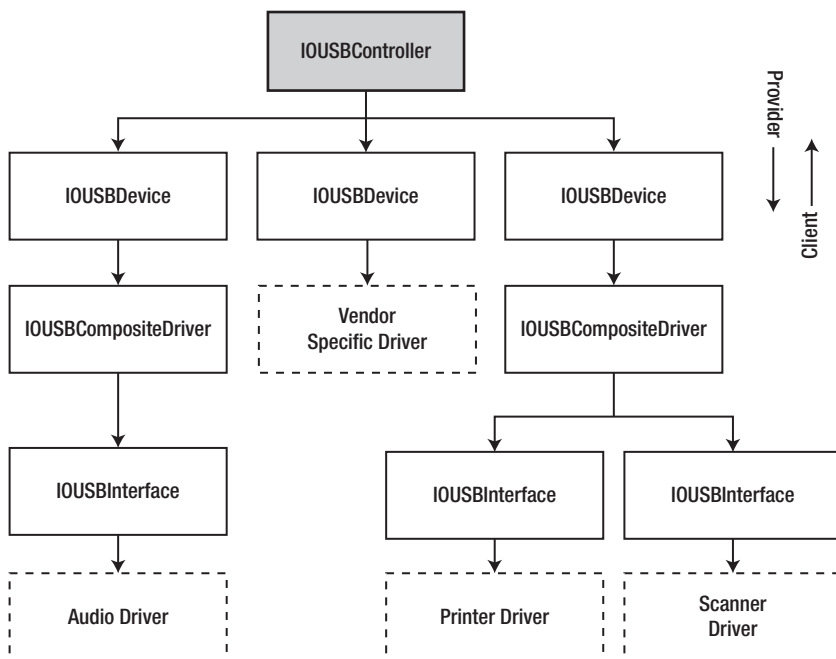 IOUSBController
Provider
Client
IOUSBDevice
IOUSBDevice
IOUSBDevice
IOUSBCompositeDriver
Vendor
Specific Driver
IOUSBCompositeDriver
IOUSBInterface
IOUSBInterface
IOUSBInterface
Audio Driver
Printer Driver
Scanner
Driver